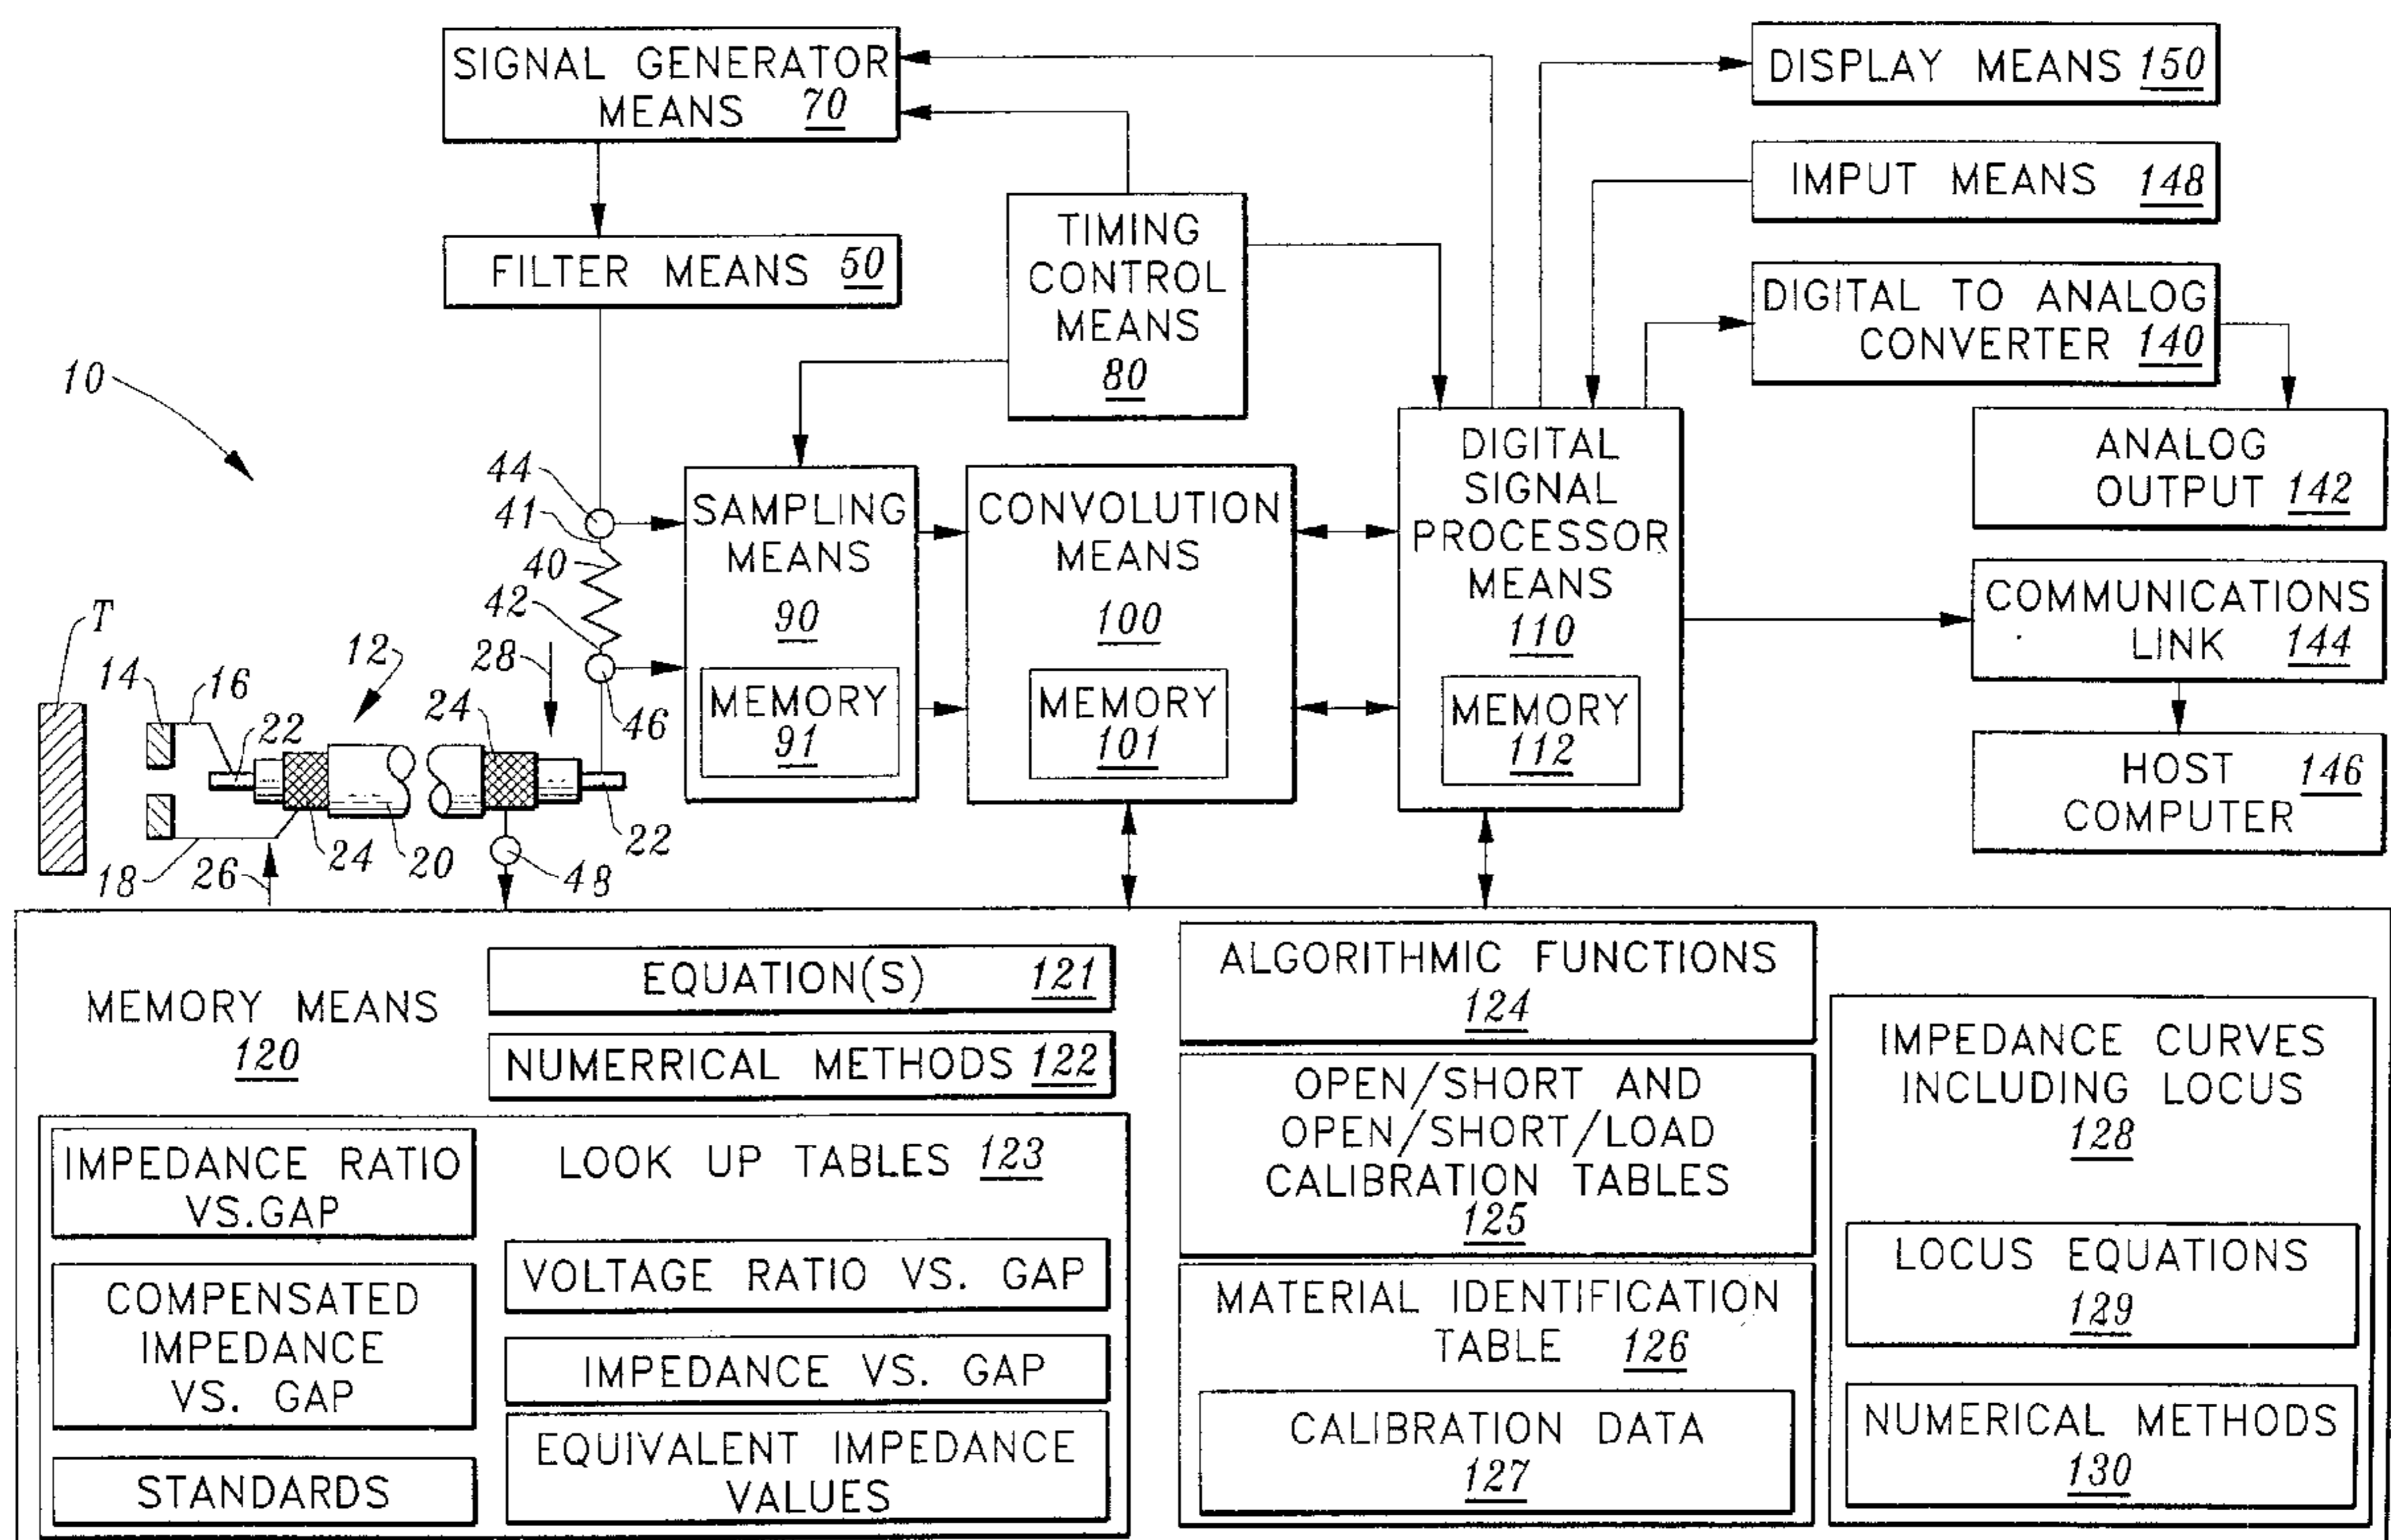 SIGNAL GENERATOR
MEANS 70
FILTER MEANS 50
TIMING
CONTROL
MEANS
80
DISPLAY MEANS 150
IMPUT MEANS 148
DIGITAL TO ANALOG
CONVERTER 140
ANALOG
OUTPUT 142
COMMUNICATIONS
LINK 144
HOST 146
COMPUTER
10
44
41
40
42
28
46
SAMPLING
MEANS
90
MEMORY
91
CONVOLUTION
MEANS
100
MEMORY
101
DIGITAL
SIGNAL
PROCESSOR
MEANS
110
MEMORY
112
T
14
16
12
22
24
18
26
24
20
48
22
MEMORY MEANS
120
EQUATION(S) 121
NUMERRICAL METHODS 122
IMPEDANCE RATIO
VS.GAP
LOOK UP TABLES 123
COMPENSATED
IMPEDANCE
VS. GAP
STANDARDS
VOLTAGE RATIO VS. GAP
IMPEDANCE VS. GAP
EQUIVALENT IMPEDANCE
VALUES
ALGORITHMIC FUNCTIONS
124
OPEN/SHORT AND
OPEN/SHORT/LOAD
CALIBRATION TABLES
125
MATERIAL IDENTIFICATION
TABLE 126
CALIBRATION DATA
127
IMPEDANCE CURVES
INCLUDING LOCUS
128
LOCUS EQUATIONS
129
NUMERICAL METHODS
130